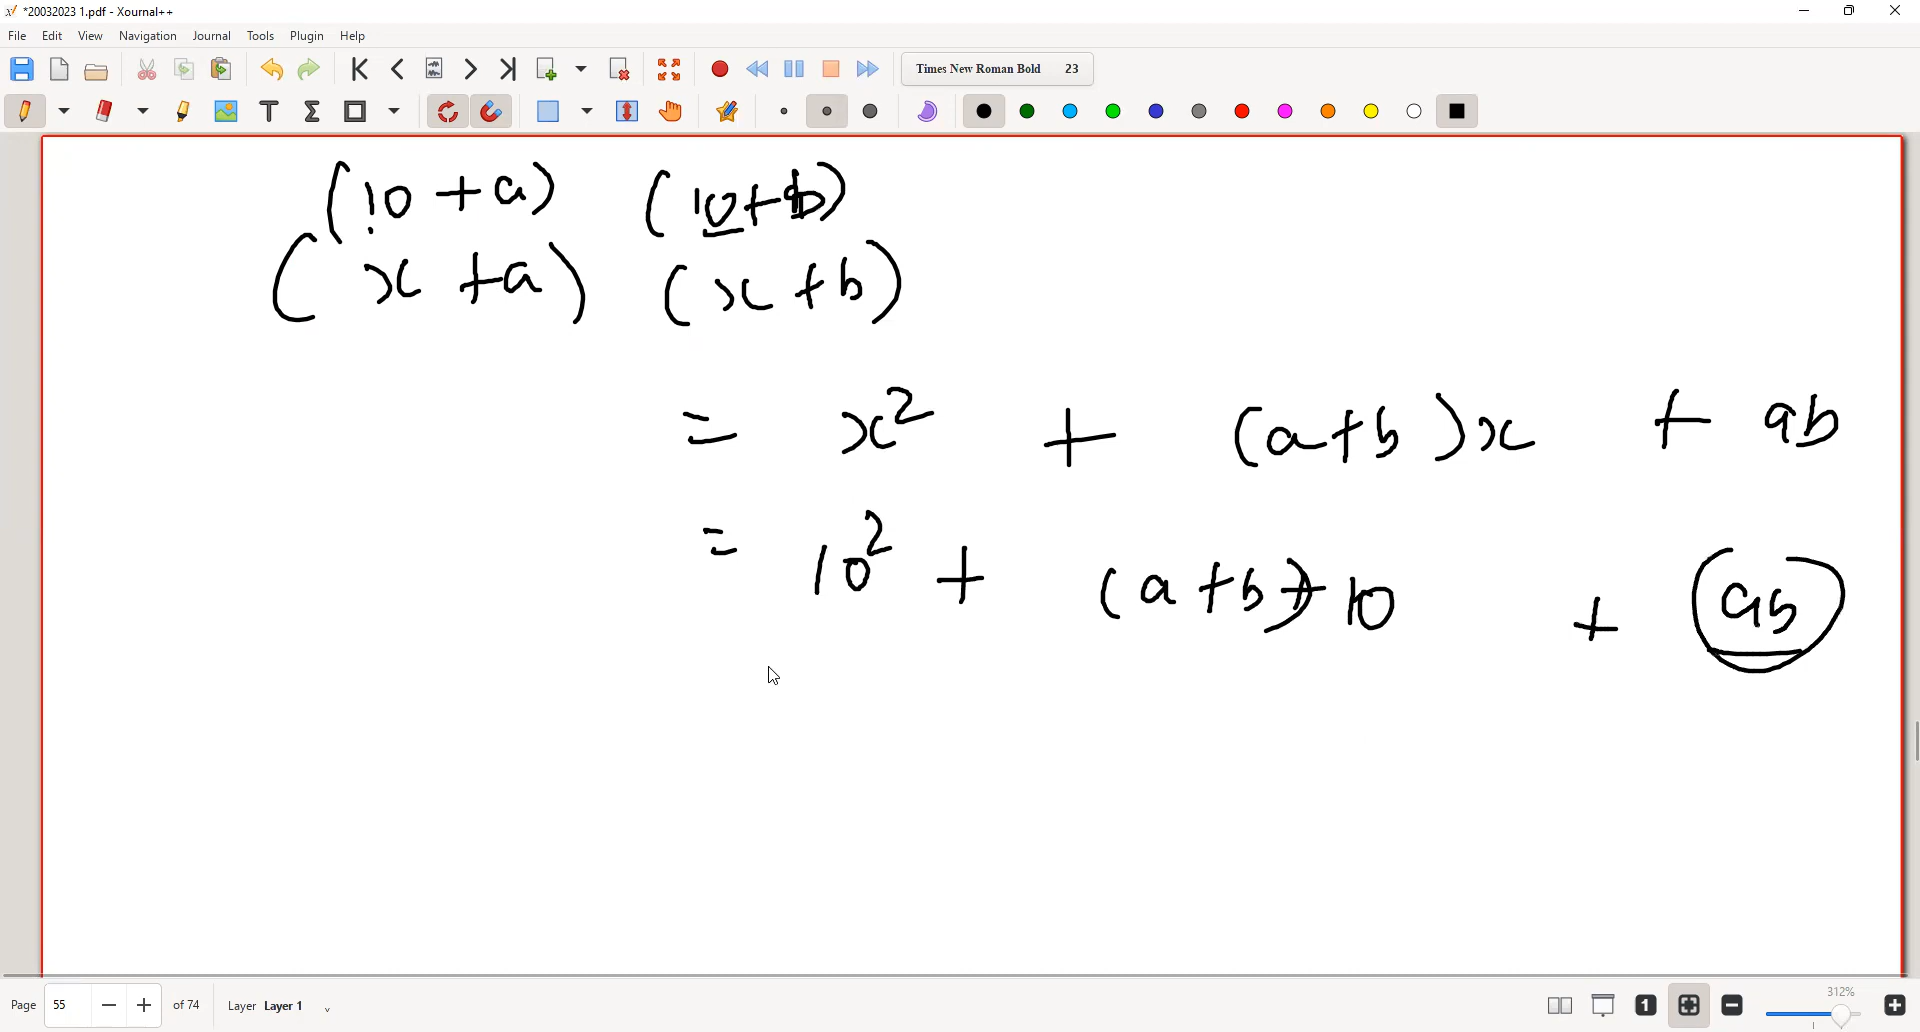 *20032023 1.pdf - Xournal++
File Edit View Navigation Journal Tools Plugin Help
Times New Roman Bold 23
(10 + a) (10+b)
(x + a) (x + b)
= x² + (a+b)x + ab
= 10² + (a+b)+10 + ab
312%
Page 55 of 74 Layer Layer 1 1